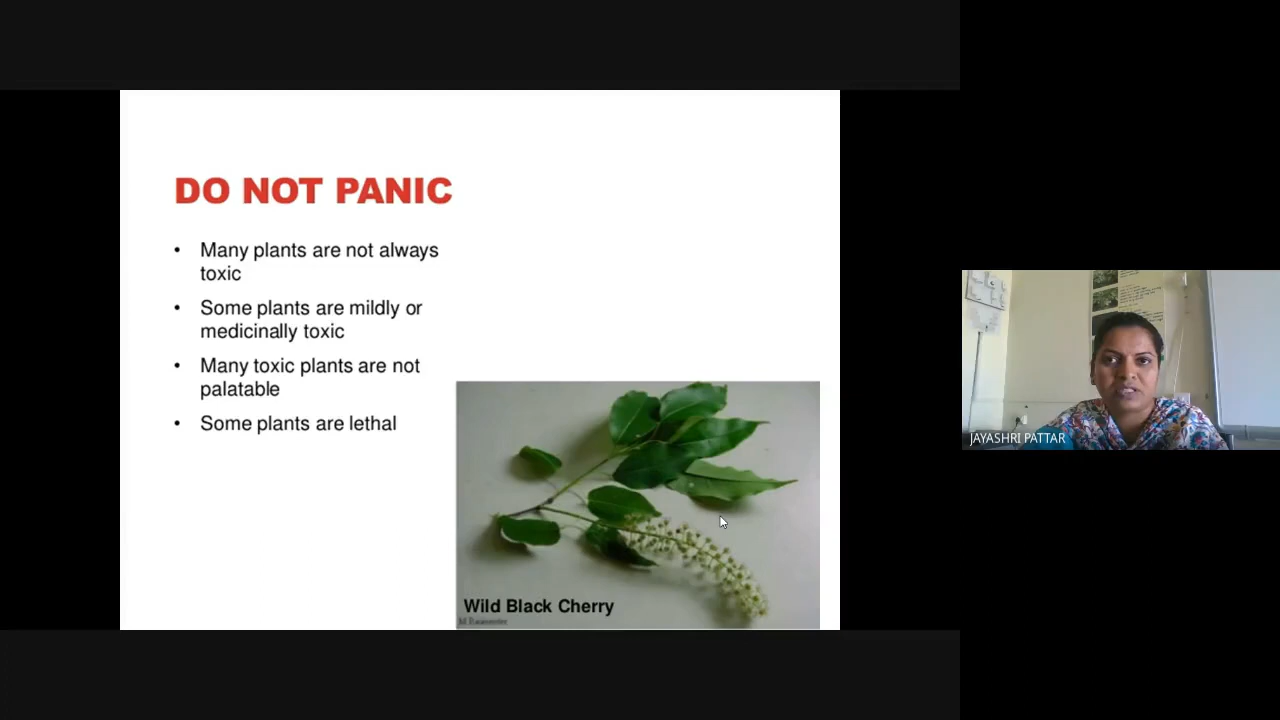 DO NOT PANIC
• Many plants are not always
toxic
• Some plants are mildly or
medicinally toxic
• Many toxic plants are not
palatable
• Some plants are lethal
Wild Black Cherry
JAYASHRI PATTAR